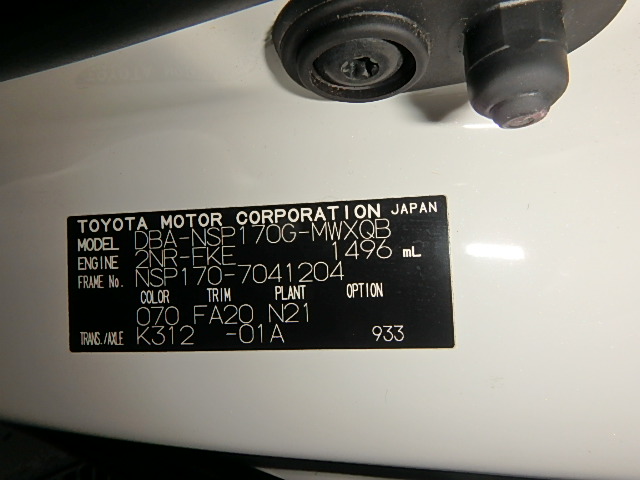 TOYOTA MOTOR CORPORATION JAPAN
MODEL DBA-NSP170G-MWXQB
ENGINE 2NR-FKE 1496 mL
FRAME No. NSP170-7041204
COLOR TRIM PLANT OPTION
070 FA20 N21
TRANS./AXLE K312 -01A 933